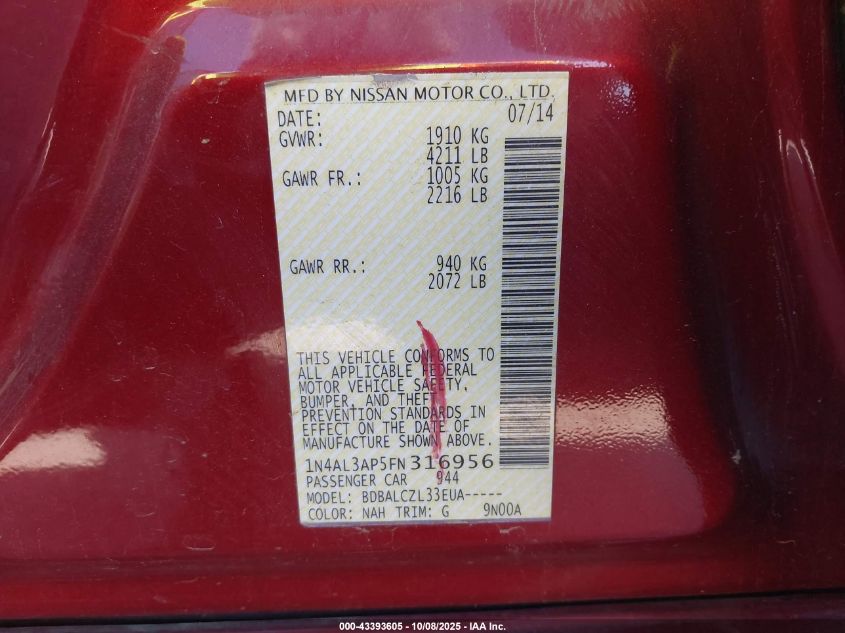 MFD BY NISSAN MOTOR CO., LTD.
DATE: 07/14
GVWR: 1910 KG
4211 LB
GAWR FR.: 1005 KG
2216 LB
GAWR RR.: 940 KG
2072 LB
THIS VEHICLE CONFORMS TO
ALL APPLICABLE FEDERAL
MOTOR VEHICLE SAFETY,
BUMPER, AND THEFT
PREVENTION STANDARDS IN
EFFECT ON THE DATE OF
MANUFACTURE SHOWN ABOVE.
1N4AL3AP5FN316956
PASSENGER CAR 944
MODEL: BDBALCZL33EUA-----
COLOR: NAH TRIM: G 9N00A
000-43393605 - 10/08/2025 - IAA Inc.